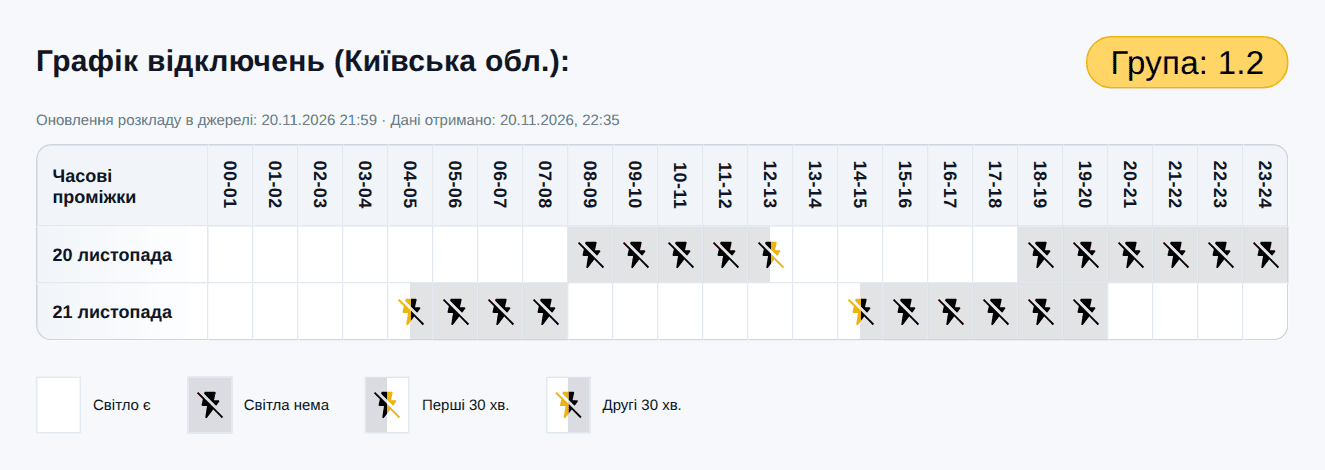 Графік відключень (Київська обл.):
Група: 1.2
Оновлення розкладу в джерелі: 20.11.2026 21:59 · Дані отримано: 20.11.2026, 22:35
Часові
проміжки
00-01
01-02
02-03
03-04
04-05
05-06
06-07
07-08
08-09
09-10
10-11
11-12
12-13
13-14
14-15
15-16
16-17
17-18
18-19
19-20
20-21
21-22
22-23
23-24
20 листопада
21 листопада
Світло є
Світла нема
Перші 30 хв.
Другі 30 хв.